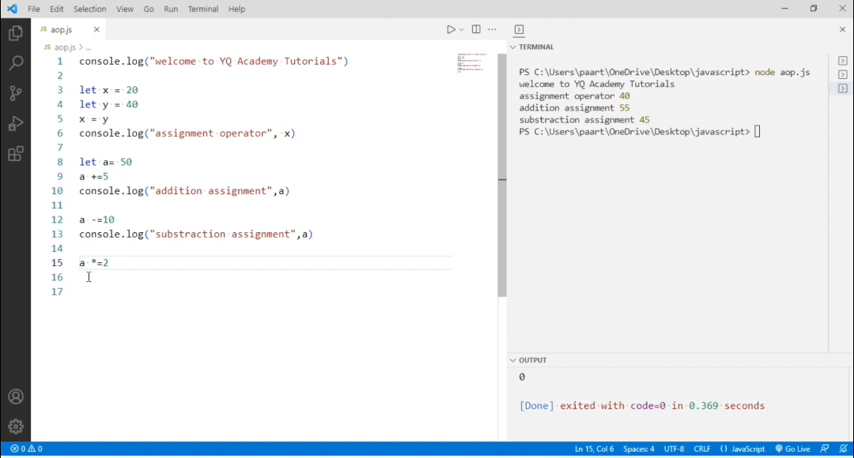 File Edit Selection View Go Run Terminal Help
JS aop.js
JS aop.js > ...
1 console.log("welcome to YQ Academy Tutorials")
2
3 let x = 20
4 let y = 40
5 x = y
6 console.log("assignment operator", x)
7
8 let a= 50
9 a +=5
10 console.log("addition assignment",a)
11
12 a -=10
13 console.log("substraction assignment",a)
14
15 a *=2
16
17
TERMINAL
PS C:\Users\paart\OneDrive\Desktop\javascript> node aop.js
welcome to YQ Academy Tutorials
assignment operator 40
addition assignment 55
substraction assignment 45
PS C:\Users\paart\OneDrive\Desktop\javascript>
OUTPUT
0
[Done] exited with code=0 in 0.369 seconds
0 0 Ln 15, Col 6 Spaces: 4 UTF-8 CRLF {} JavaScript Go Live